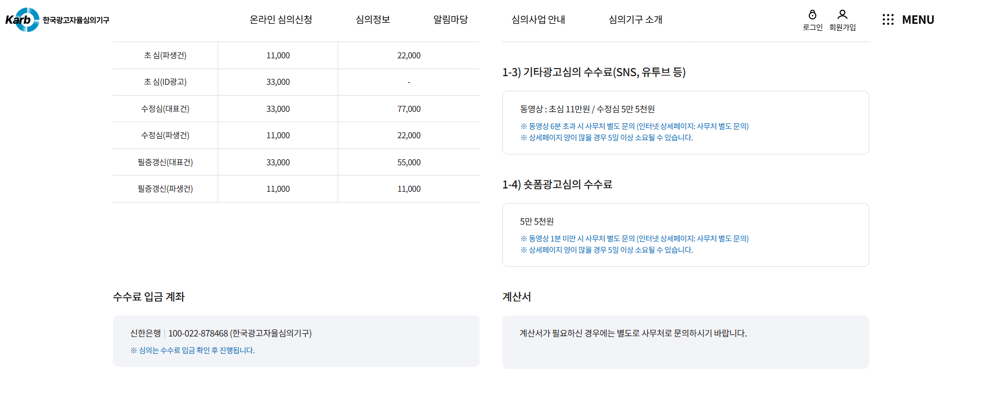 Karb 한국광고자율심의기구
온라인 심의신청 심의정보 알림마당 심의사업 안내 심의기구 소개
로그인 회원가입
MENU
초 심(파생건) 11,000 22,000
초 심(ID광고) 33,000 -
수정심(대표건) 33,000 77,000
수정심(파생건) 11,000 22,000
필증갱신(대표건) 33,000 55,000
필증갱신(파생건) 11,000 11,000
1-3) 기타광고심의 수수료(SNS, 유투브 등)
동영상 : 초심 11만원 / 수정심 5만 5천원
※ 동영상 6분 초과 시 사무처 별도 문의 (인터넷 상세페이지: 사무처 별도 문의)
※ 상세페이지 양이 많을 경우 5일 이상 소요될 수 있습니다.
1-4) 숏폼광고심의 수수료
5만 5천원
※ 동영상 1분 미만 시 사무처 별도 문의 (인터넷 상세페이지: 사무처 별도 문의)
※ 상세페이지 양이 많을 경우 5일 이상 소요될 수 있습니다.
수수료 입금 계좌
신한은행 | 100-022-878468 (한국광고자율심의기구)
※ 심의는 수수료 입금 확인 후 진행됩니다.
계산서
계산서가 필요하신 경우에는 별도로 사무처로 문의하시기 바랍니다.